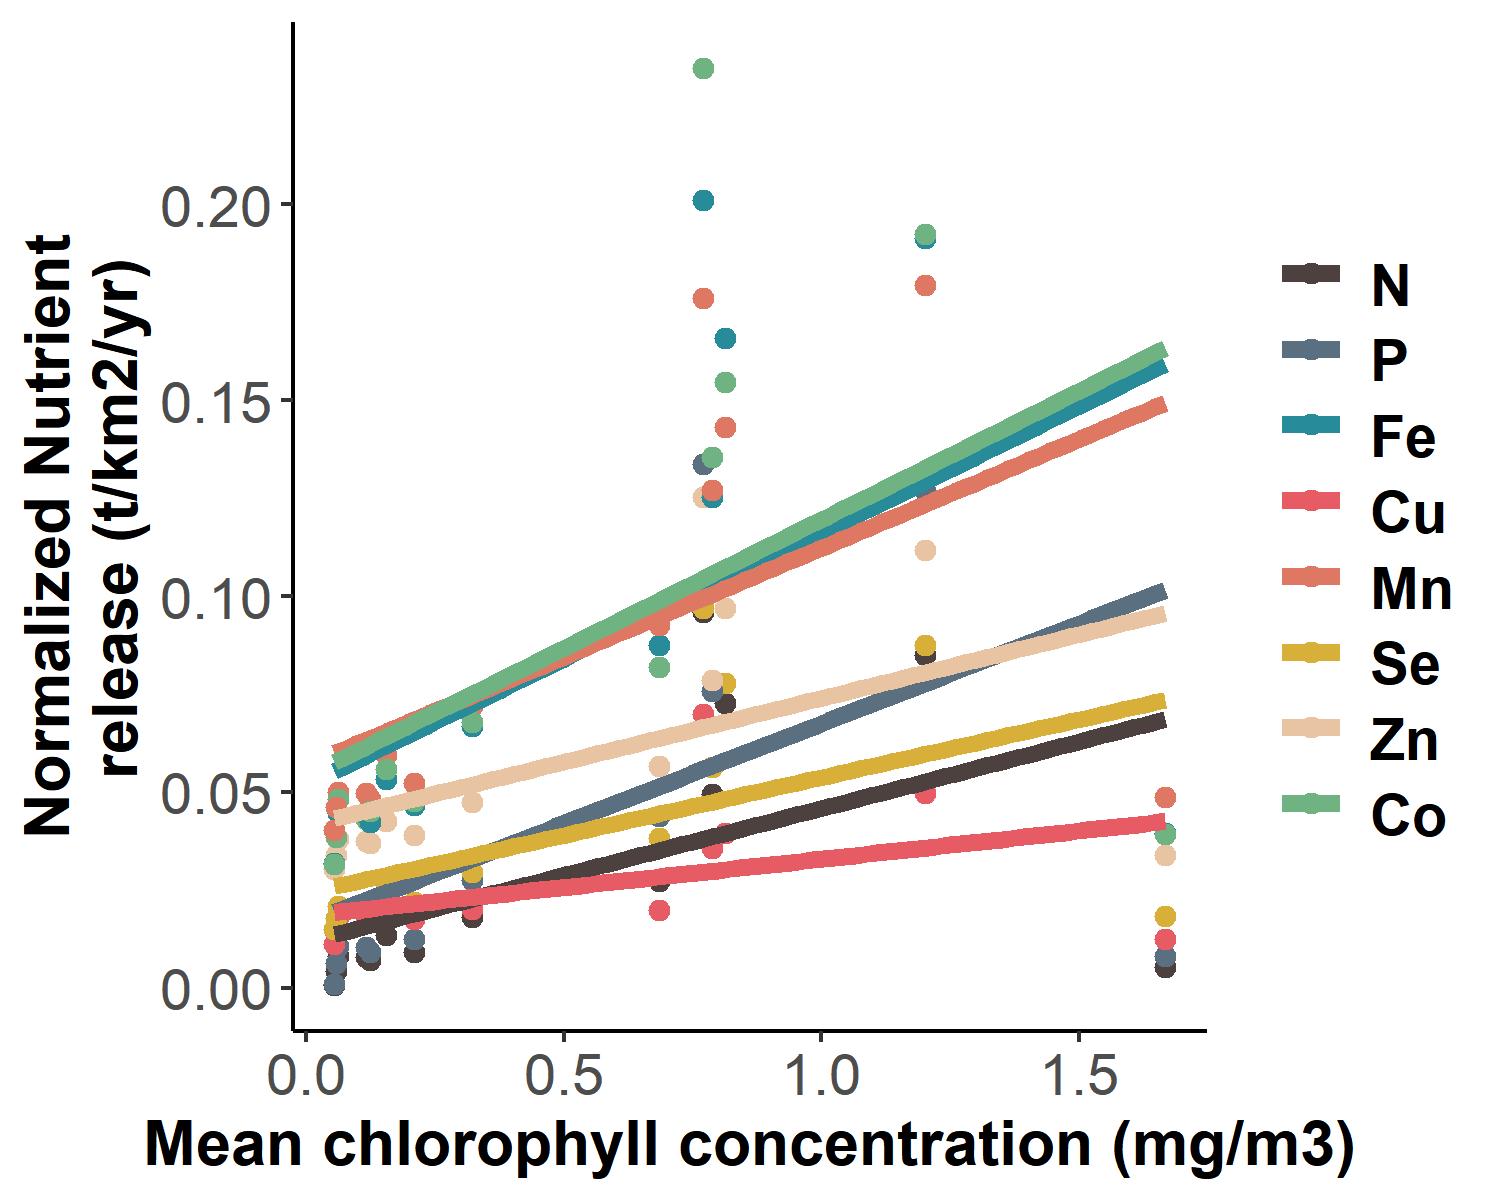 Normalized Nutrient
release (t/km2/yr)
0.20
0.15
0.10
0.05
0.00
0.0 0.5 1.0 1.5
Mean chlorophyll concentration (mg/m3)
N
P
Fe
Cu
Mn
Se
Zn
Co